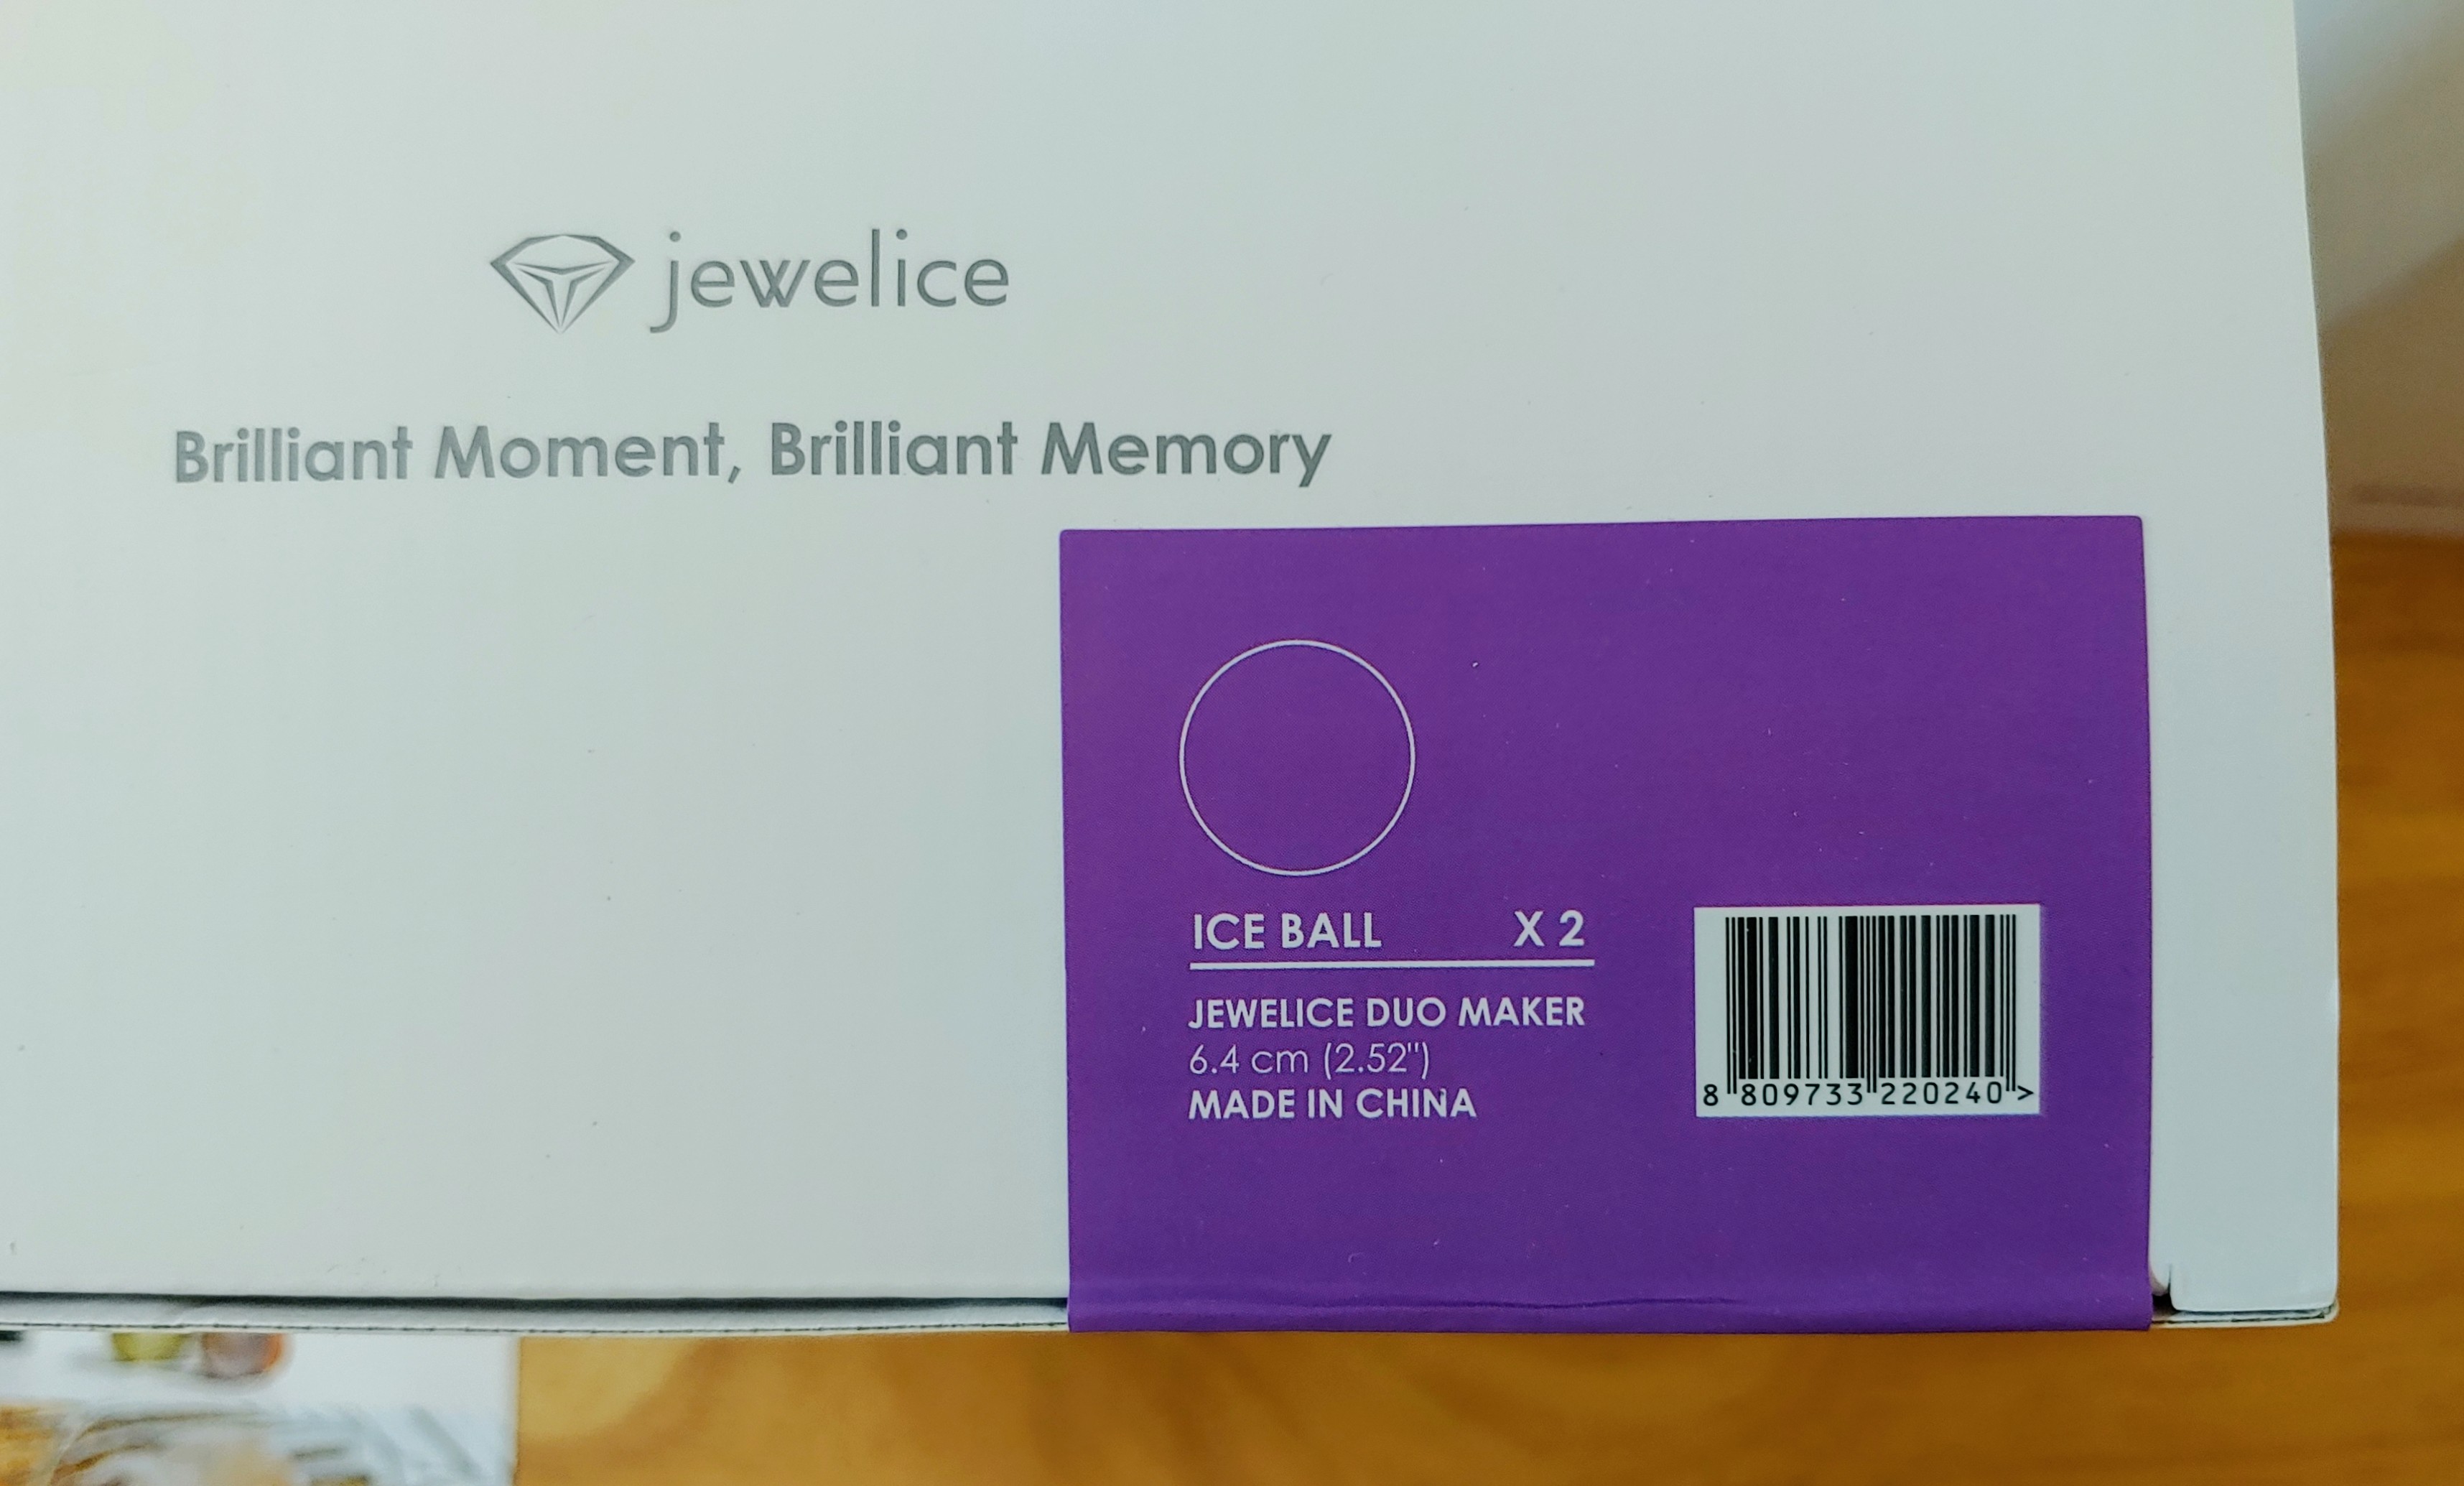 jewelice
Brilliant Moment, Brilliant Memory
ICE BALL X 2
JEWELICE DUO MAKER
6.4 cm (2.52")
MADE IN CHINA
8 809733 220240 >